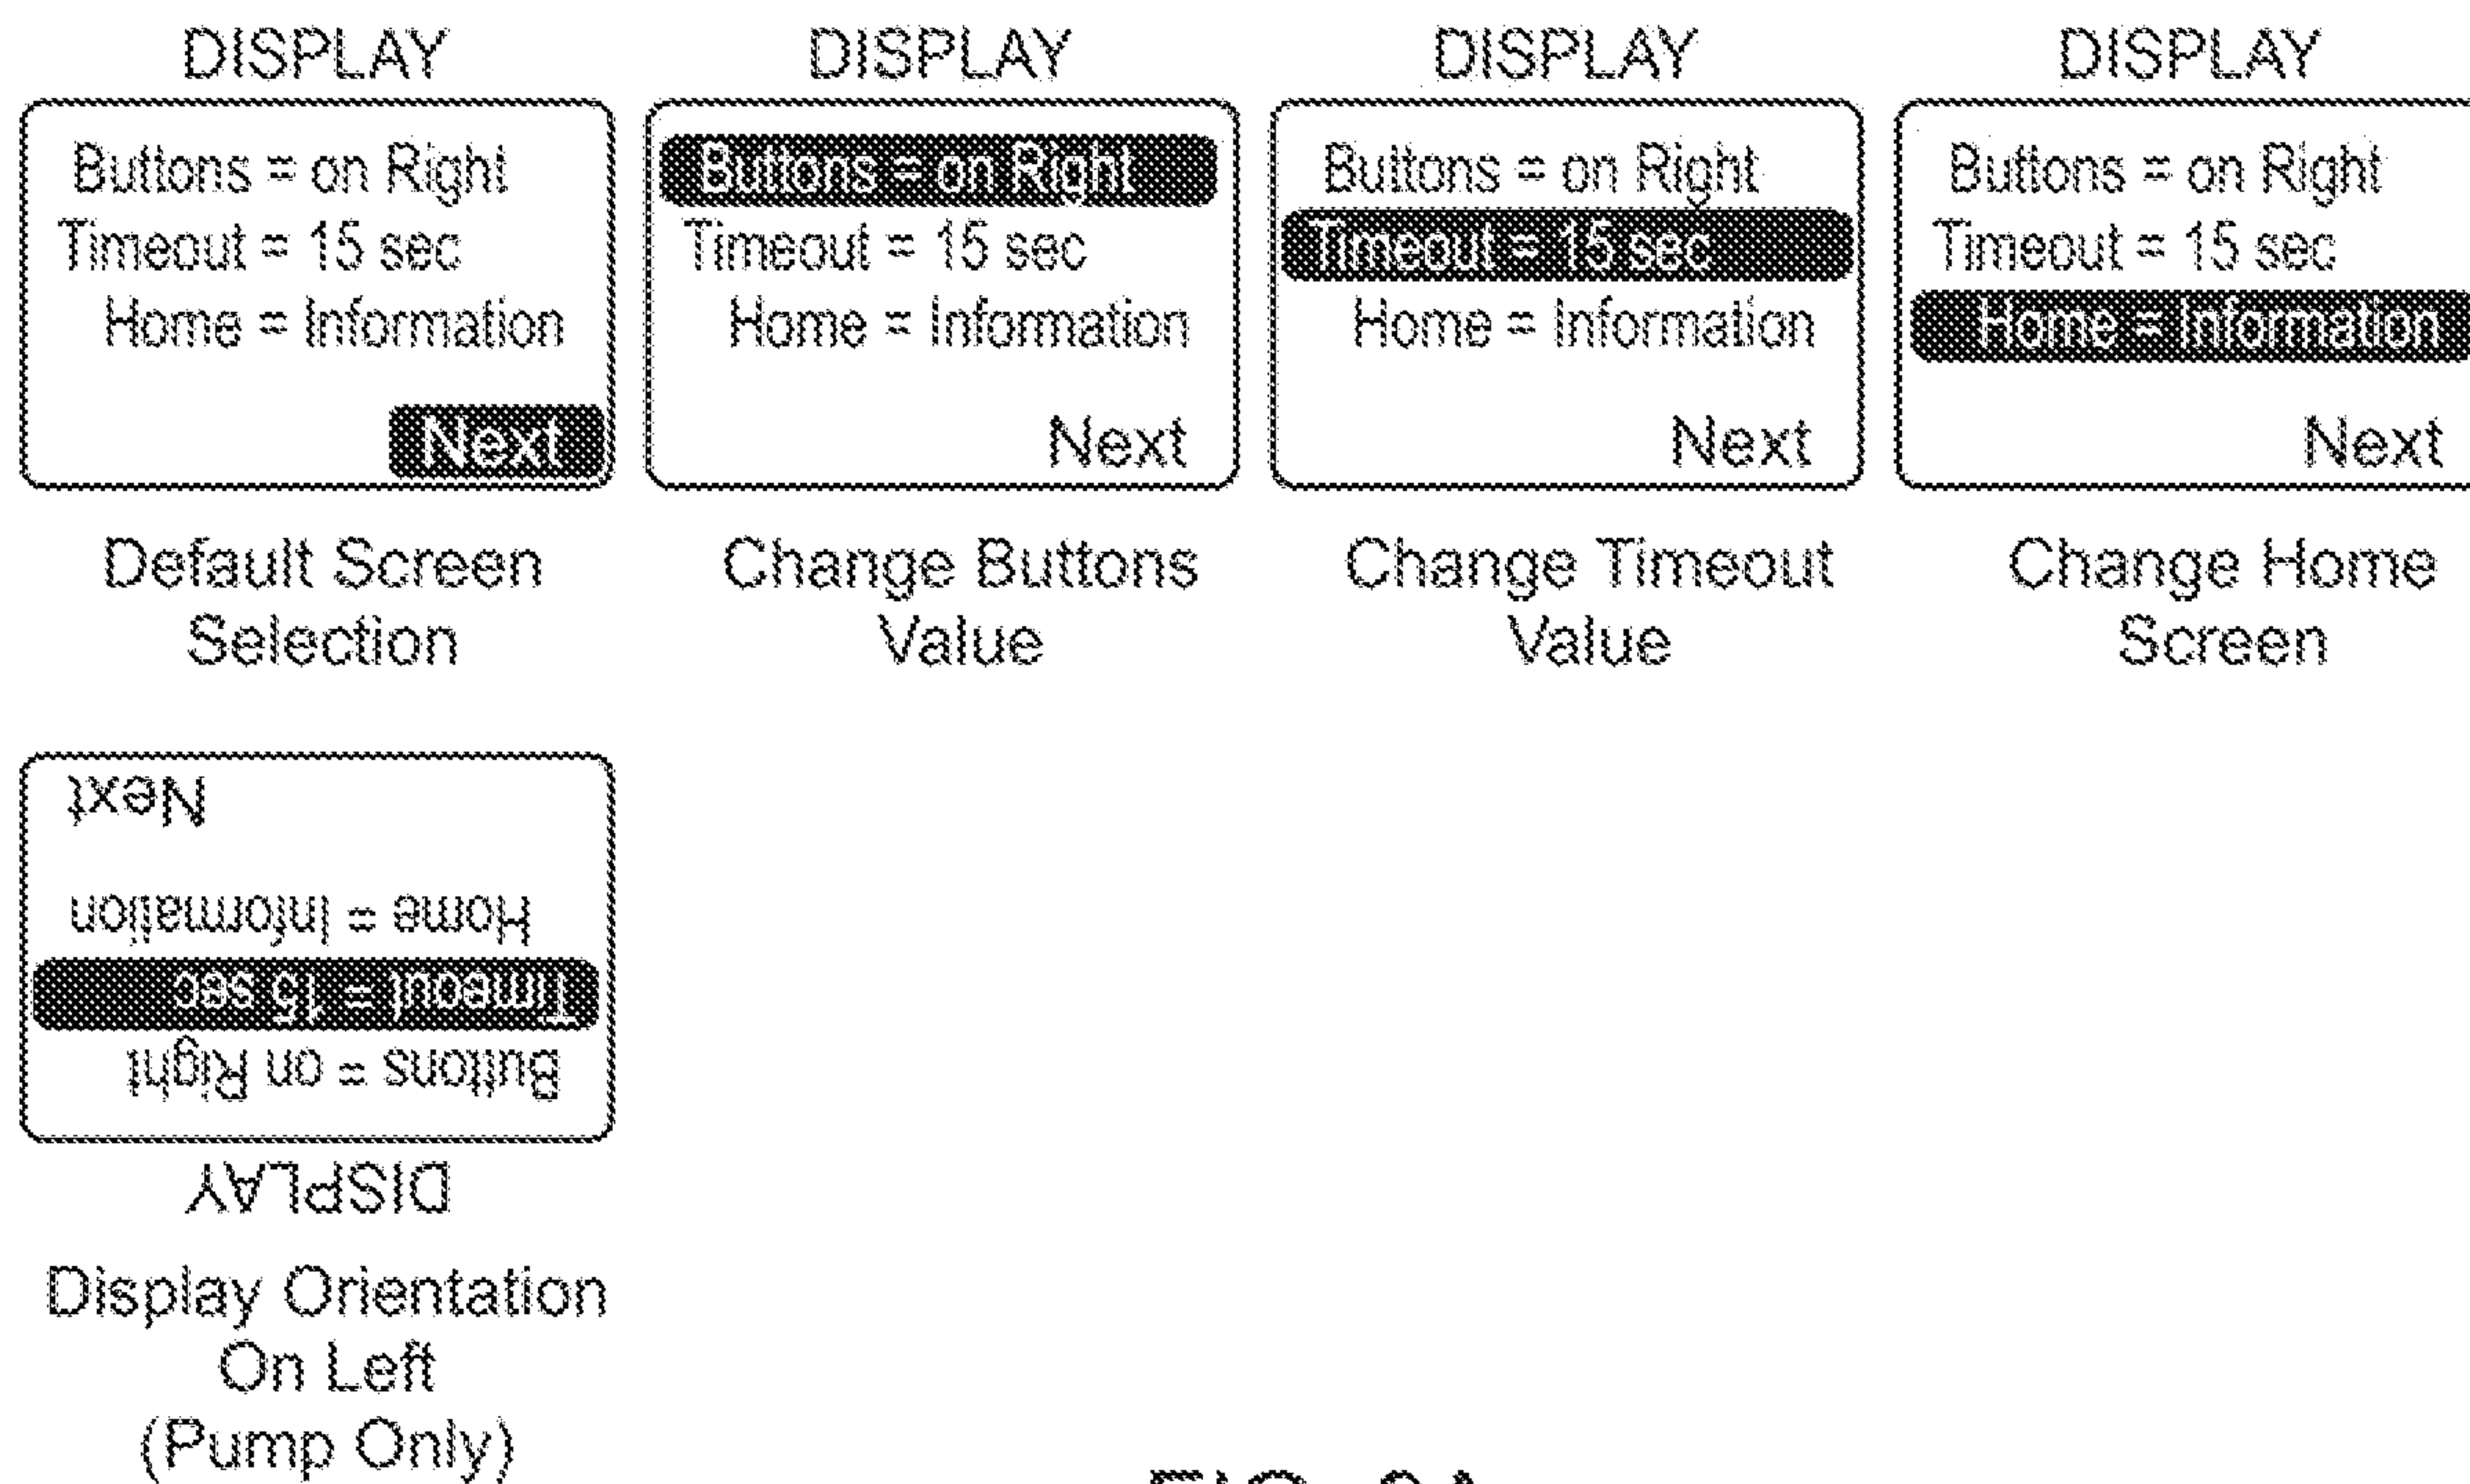 DISPLAY DISPLAY DISPLAY DISPLAY
Buttons = on Right Buttons = on Right Buttons = on Right Buttons = on Right
Timeout = 15 sec Timeout = 15 sec Timeout = 15 sec Timeout = 15 sec
Home = Information Home = Information Home = Information Home = Information
Next Next Next Next
Default Screen Change Buttons Change Timeout Change Home
Selection Value Value Screen
DISPLAY
Buttons = on Right
Timeout = 15 sec
Home = Information
Next
Display Orientation
On Left
(Pump Only)